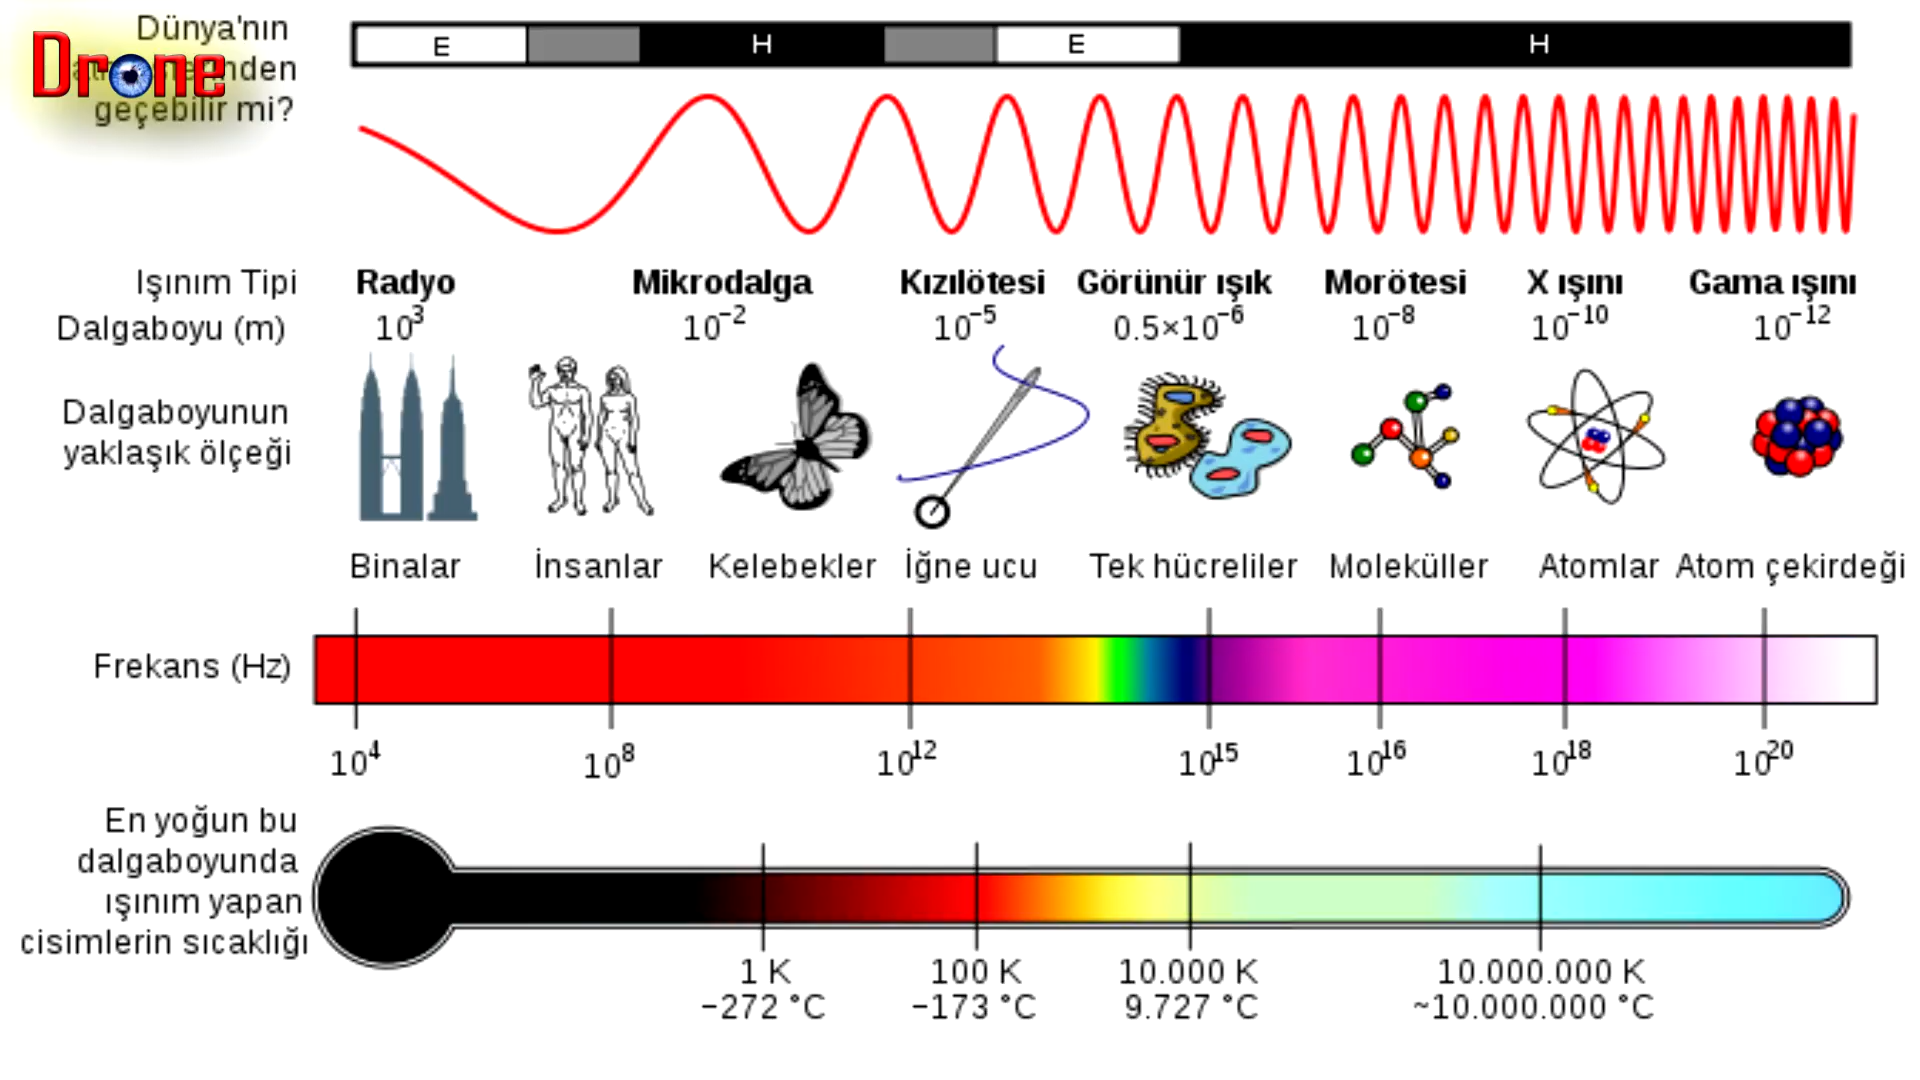 Dünya'nın
Drone
geçebilir mi?
E H E H
Işınım Tipi Radyo Mikrodalga Kızılötesi Görünür ışık Morötesi X ışını Gama ışını
Dalgaboyu (m) 10³ 10⁻² 10⁻⁵ 0.5×10⁻⁶ 10⁻⁸ 10⁻¹⁰ 10⁻¹²
Dalgaboyunun
yaklaşık ölçeği
Binalar İnsanlar Kelebekler İğne ucu Tek hücreliler Moleküller Atomlar Atom çekirdeği
Frekans (Hz)
10⁴ 10⁸ 10¹² 10¹⁵ 10¹⁶ 10¹⁸ 10²⁰
En yoğun bu
dalgaboyunda
ışınım yapan
cisimlerin sıcaklığı
1 K 100 K 10.000 K 10.000.000 K
−272 °C −173 °C 9.727 °C ~10.000.000 °C